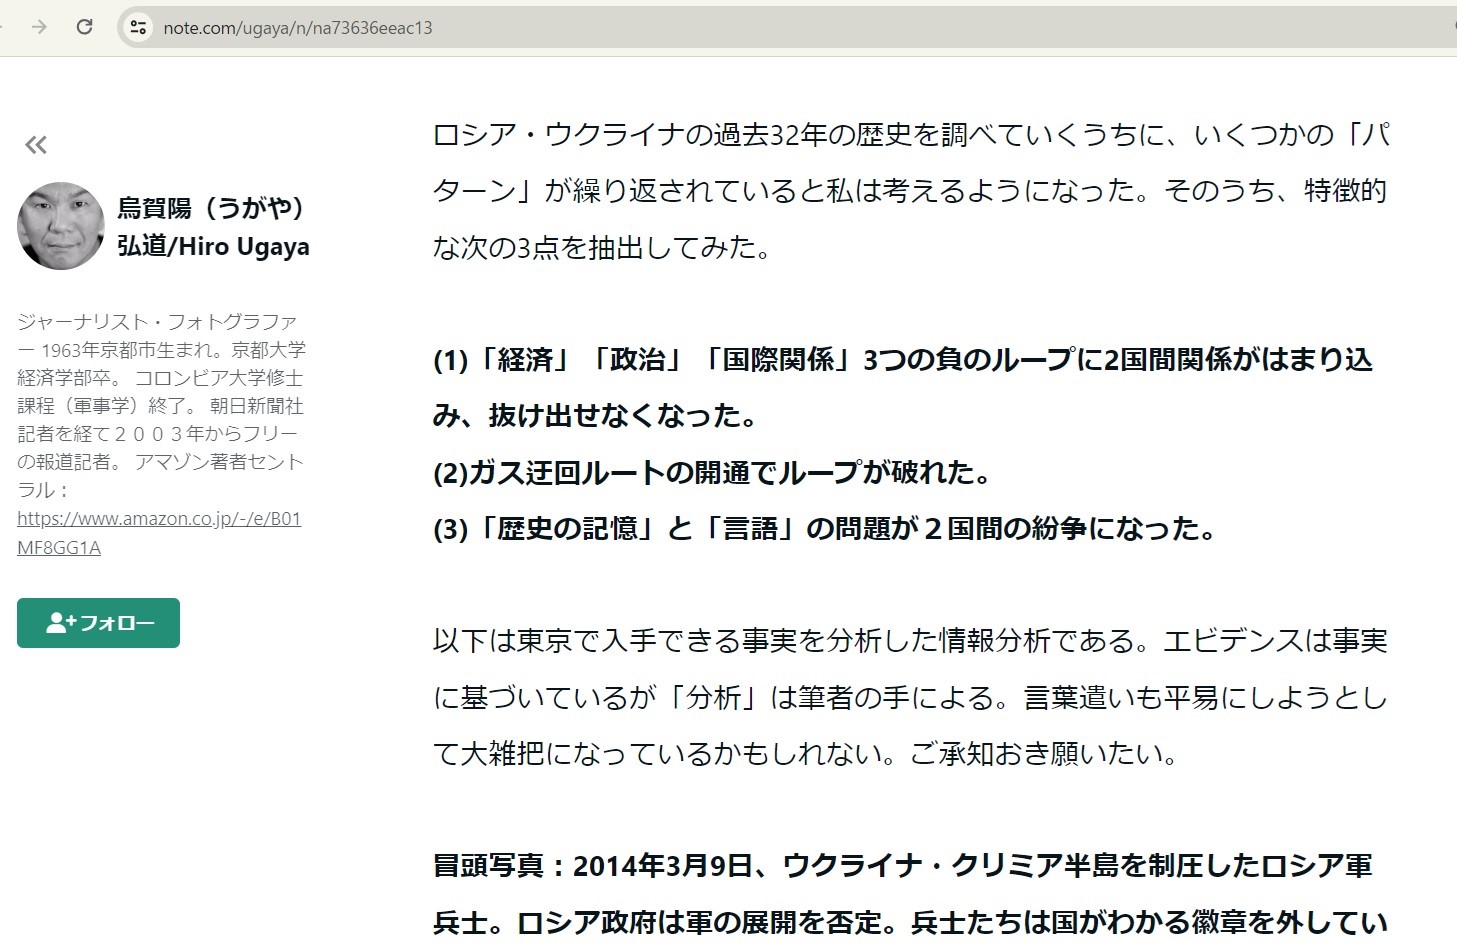 note.com/ugaya/n/na73636eeac13
烏賀陽（うがや）
弘道/Hiro Ugaya
ジャーナリスト・フォトグラファ
ー 1963年京都市生まれ。京都大学
経済学部卒。 コロンビア大学修士
課程（軍事学）終了。 朝日新聞社
記者を経て２００３年からフリー
の報道記者。 アマゾン著者セント
ラル：
https://www.amazon.co.jp/-/e/B01
MF8GG1A
フォロー
ロシア・ウクライナの過去32年の歴史を調べていくうちに、いくつかの「パ
ターン」が繰り返されていると私は考えるようになった。そのうち、特徴的
な次の3点を抽出してみた。
(1)「経済」「政治」「国際関係」3つの負のループに2国間関係がはまり込
み、抜け出せなくなった。
(2)ガス迂回ルートの開通でループが破れた。
(3)「歴史の記憶」と「言語」の問題が２国間の紛争になった。
以下は東京で入手できる事実を分析した情報分析である。エビデンスは事実
に基づいているが「分析」は筆者の手による。言葉遣いも平易にしようとし
て大雑把になっているかもしれない。ご承知おき願いたい。
冒頭写真：2014年3月9日、ウクライナ・クリミア半島を制圧したロシア軍
兵士。ロシア政府は軍の展開を否定。兵士たちは国がわかる徽章を外してい